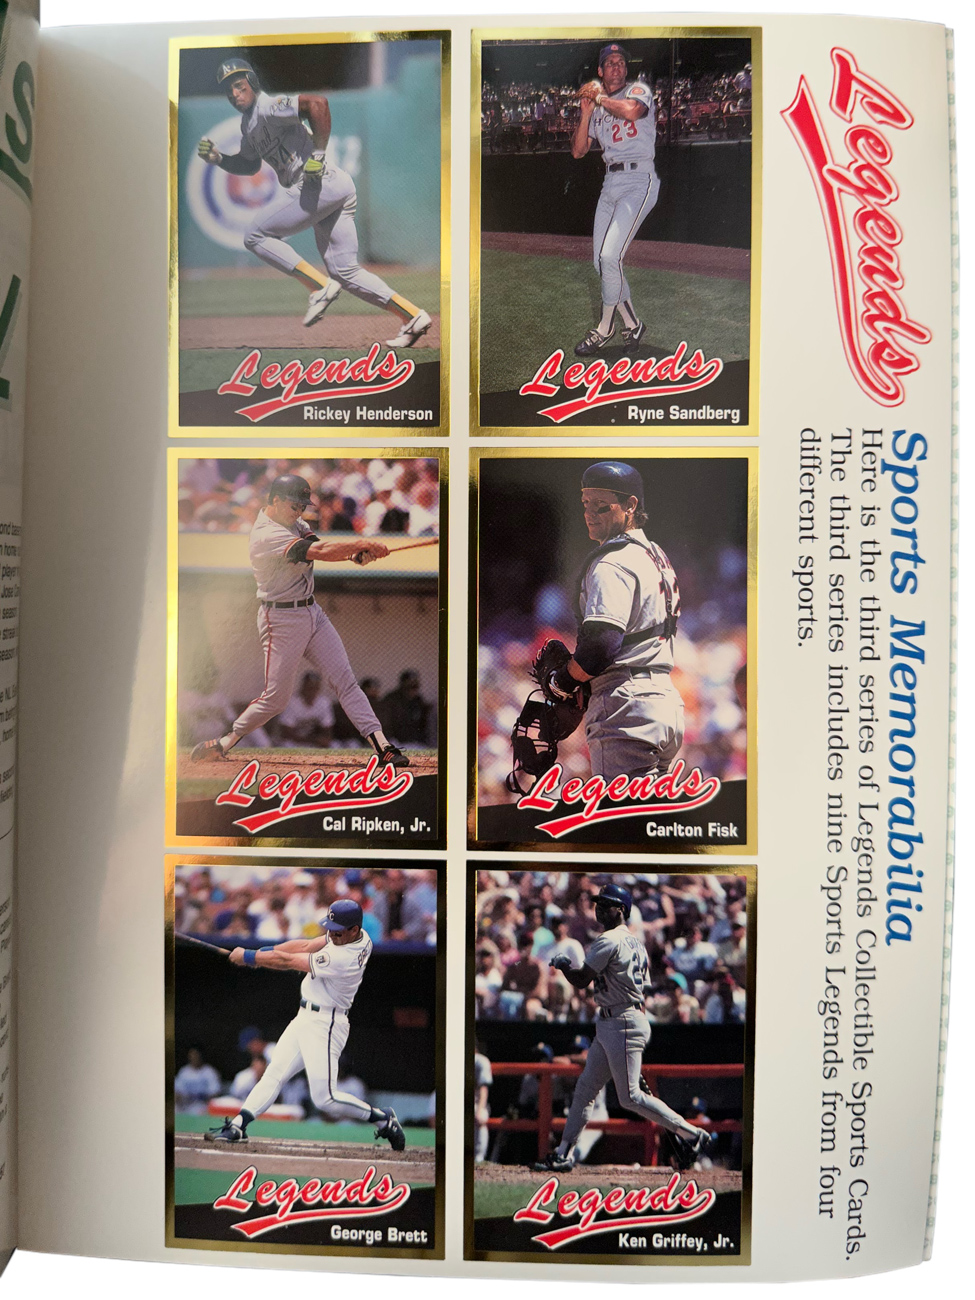 Legends
Sports Memorabilia
Here is the third series of Legends Collectible Sports Cards.
The third series includes nine Sports Legends from four
different sports.
Legends
Rickey Henderson
23
Legends
Ryne Sandberg
Legends
Cal Ripken, Jr.
Legends
Carlton Fisk
Legends
George Brett
Legends
Ken Griffey, Jr.